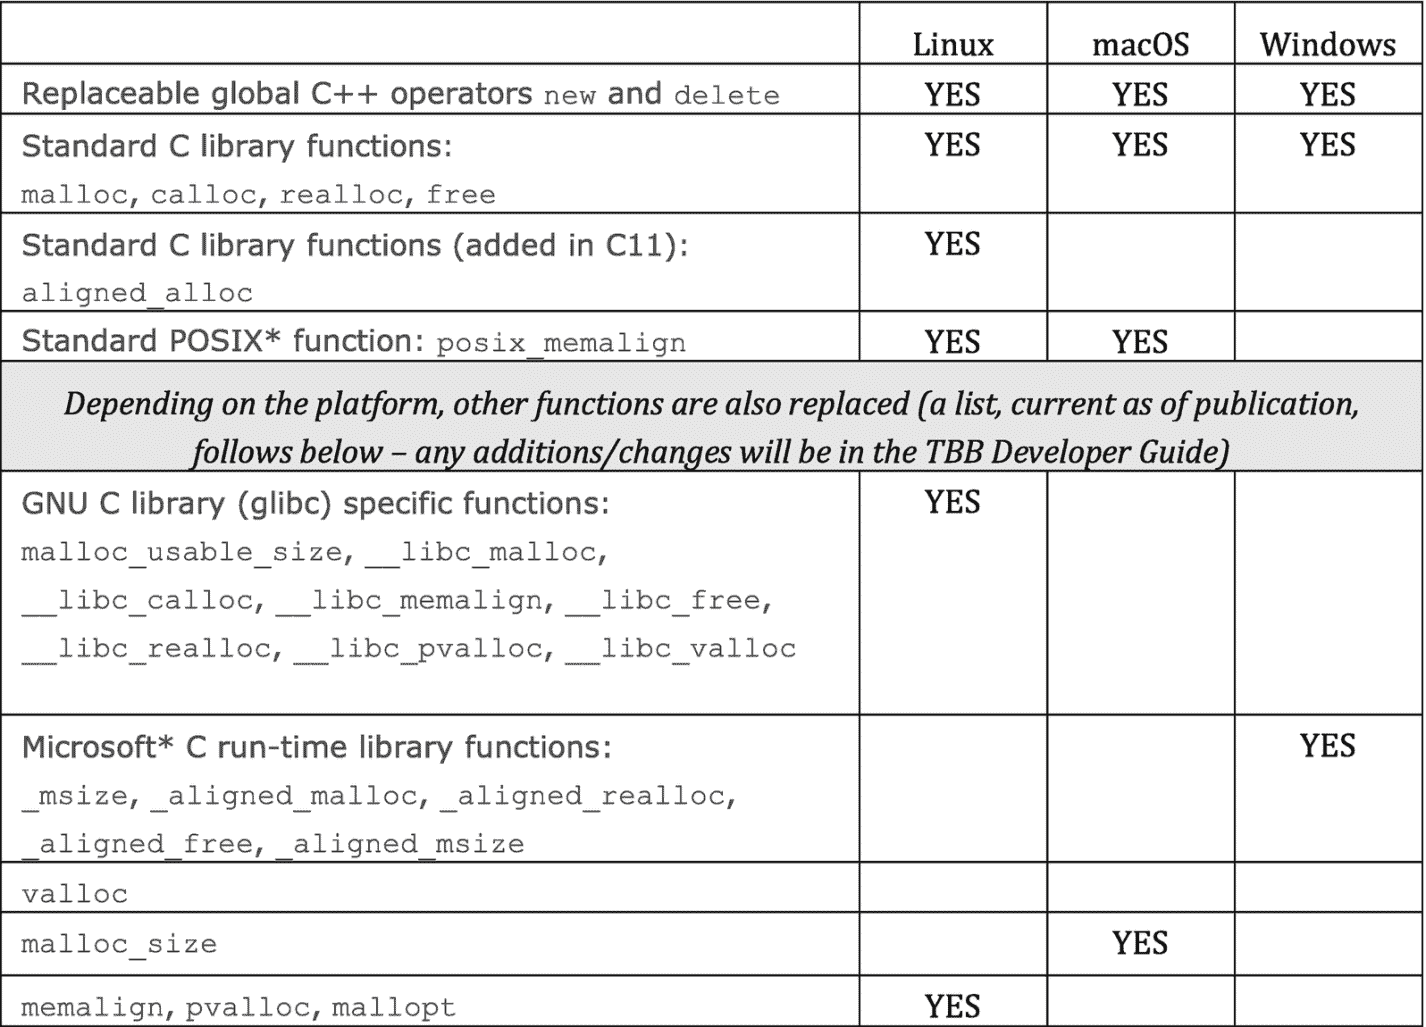 Linux macOS Windows
Replaceable global C++ operators new and delete YES YES YES
Standard C library functions: YES YES YES
malloc, calloc, realloc, free
Standard C library functions (added in C11): YES
aligned_alloc
Standard POSIX* function: posix_memalign YES YES
Depending on the platform, other functions are also replaced (a list, current as of publication,
follows below – any additions/changes will be in the TBB Developer Guide)
GNU C library (glibc) specific functions: YES
malloc_usable_size, __libc_malloc,
__libc_calloc, __libc_memalign, __libc_free,
__libc_realloc, __libc_pvalloc, __libc_valloc
Microsoft* C run-time library functions: YES
_msize, _aligned_malloc, _aligned_realloc,
_aligned_free, _aligned_msize
valloc
malloc_size YES
memalign, pvalloc, mallopt YES